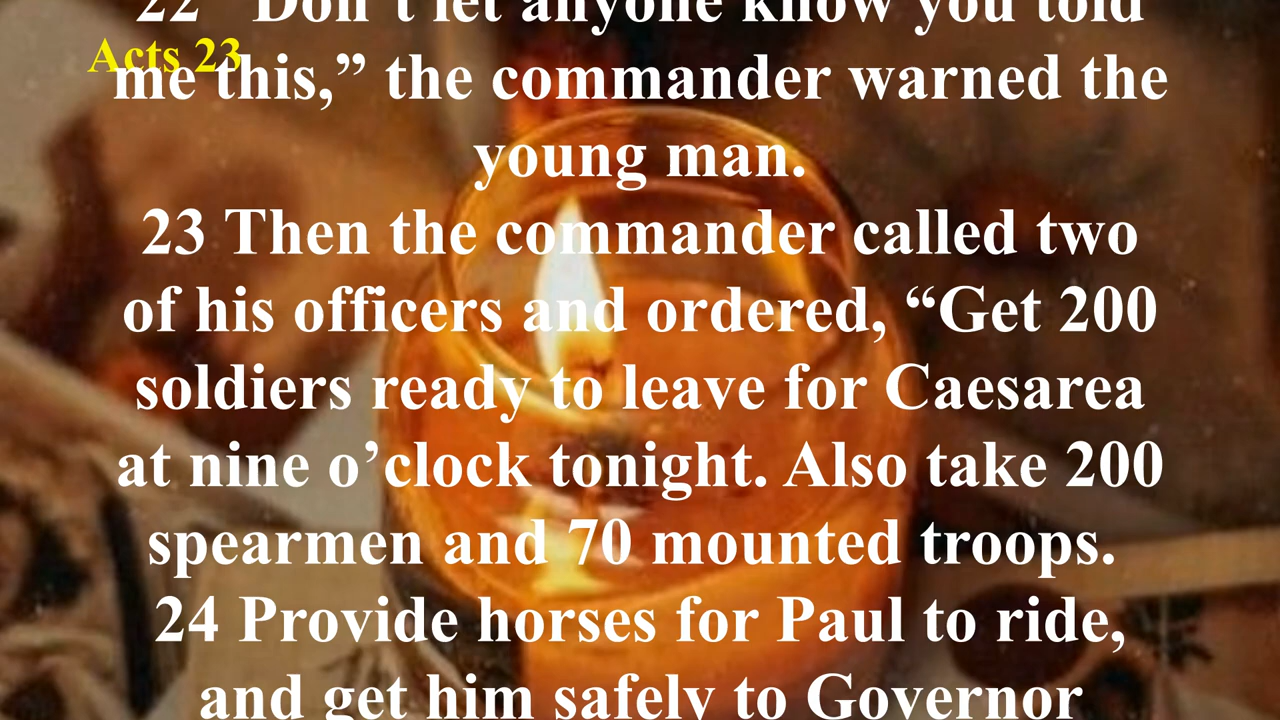 22 “Don’t let anyone know you told
Acts 23
me this,” the commander warned the
young man.
23 Then the commander called two
of his officers and ordered, “Get 200
soldiers ready to leave for Caesarea
at nine o’clock tonight. Also take 200
spearmen and 70 mounted troops.
24 Provide horses for Paul to ride,
and get him safely to Governor